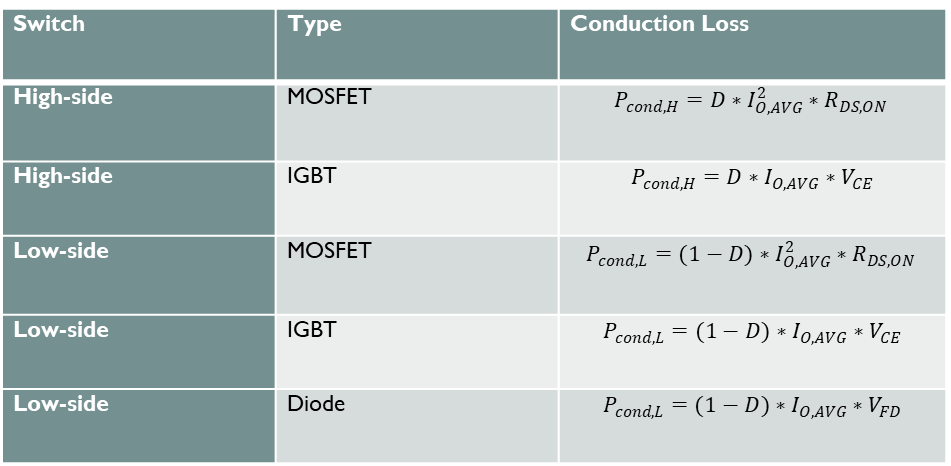 Switch Type Conduction Loss
High-side MOSFET $P_{cond,H} = D * I_{O,AVG}^{2} * R_{DS,ON}$
High-side IGBT $P_{cond,H} = D * I_{O,AVG} * V_{CE}$
Low-side MOSFET $P_{cond,L} = (1 - D) * I_{O,AVG}^{2} * R_{DS,ON}$
Low-side IGBT $P_{cond,L} = (1 - D) * I_{O,AVG} * V_{CE}$
Low-side Diode $P_{cond,L} = (1 - D) * I_{O,AVG} * V_{FD}$